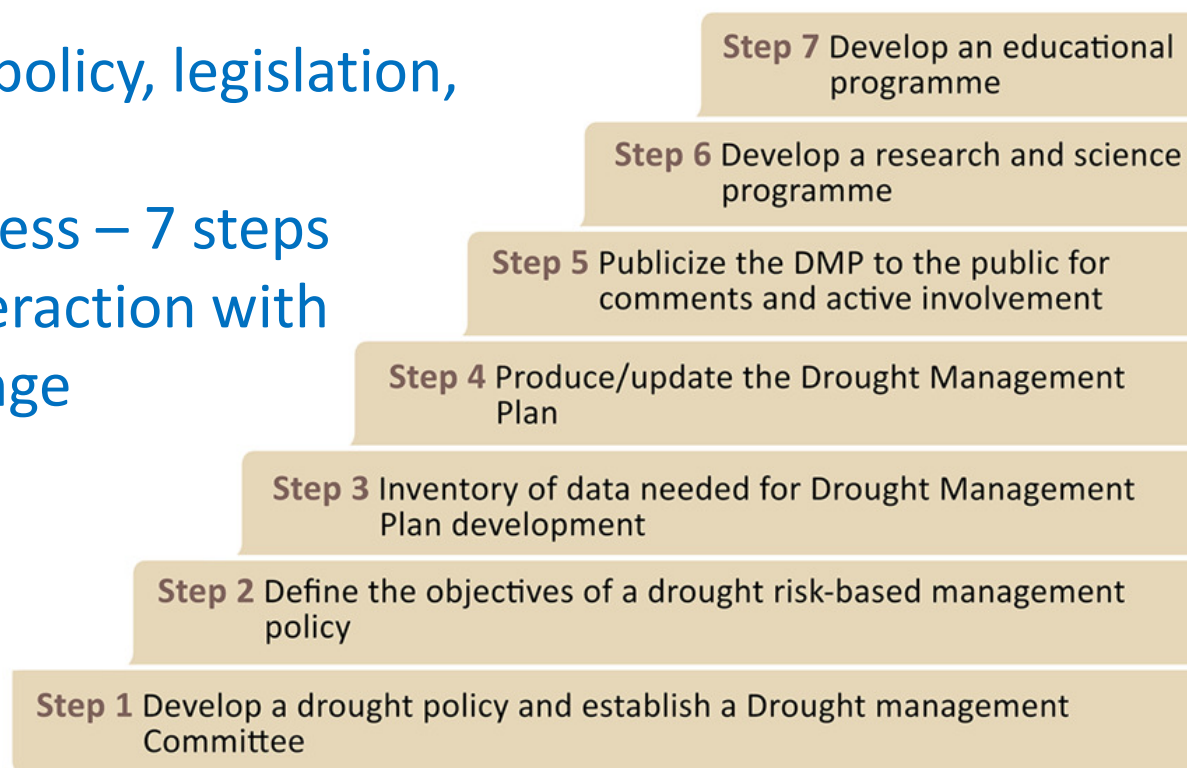 policy, legislation,
ess – 7 steps
eraction with
nge
Step 7 Develop an educational
programme
Step 6 Develop a research and science
programme
Step 5 Publicize the DMP to the public for
comments and active involvement
Step 4 Produce/update the Drought Management
Plan
Step 3 Inventory of data needed for Drought Management
Plan development
Step 2 Define the objectives of a drought risk-based management
policy
Step 1 Develop a drought policy and establish a Drought management
Committee